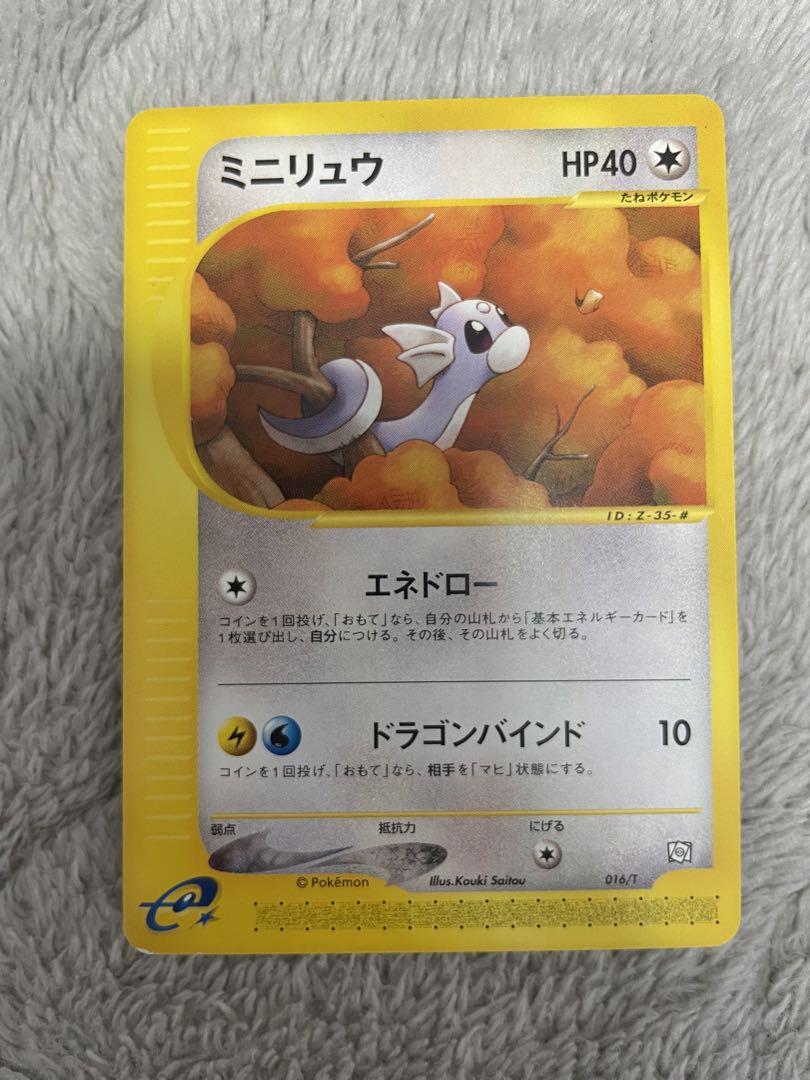 ミニリュウ HP40
たねポケモン
ID:Z-35-#
エネドロー
コインを1回投げ、「おもて」なら、自分の山札から「基本エネルギーカード」を
1枚選び出し、自分につける。その後、その山札をよく切る。
ドラゴンバインド 10
コインを1回投げ、「おもて」なら、相手を「マヒ」状態にする。
弱点 抵抗力 にげる
© Pokémon Illus.Kouki Saitou 016/T
e